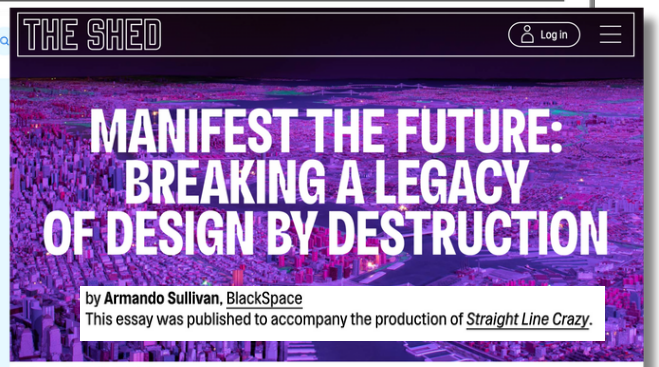 THE SHED
Log in
MANIFEST THE FUTURE:
BREAKING A LEGACY
OF DESIGN BY DESTRUCTION
by Armando Sullivan, BlackSpace
This essay was published to accompany the production of Straight Line Crazy.